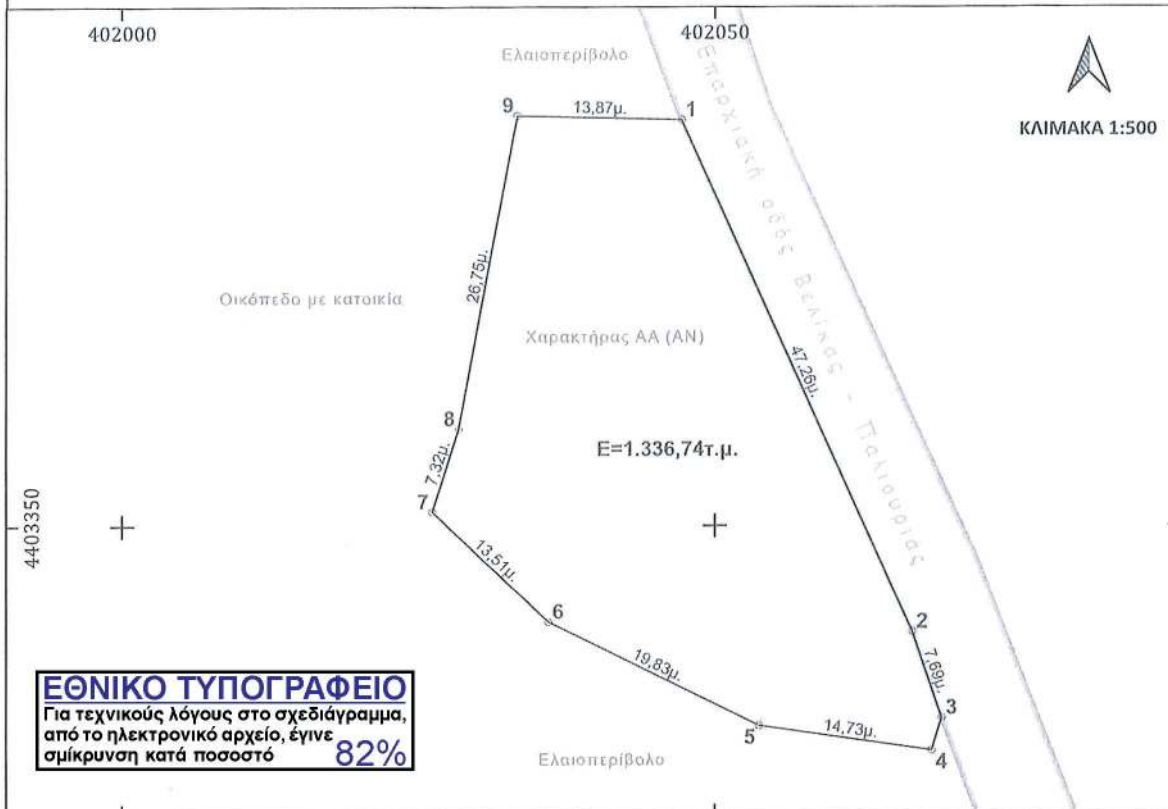 402000
402050
Ελαιοπερίβολο
ΚΛΙΜΑΚΑ 1:500
9
13,87μ.
1
Επαρχιακή οδός Βελίκας - Παλιουριας
26,75μ.
Οικόπεδο με κατοικία
Χαρακτήρας ΑΑ (ΑΝ)
47,26μ.
8
Ε=1.336,74τ.μ.
7,32μ.
7
4403350
13,51μ.
6
2
19,83μ.
7,69μ.
3
5
14,73μ.
4
Ελαιοπερίβολο
ΕΘΝΙΚΟ ΤΥΠΟΓΡΑΦΕΙΟ
Για τεχνικούς λόγους στο σχεδιάγραμμα,
από το ηλεκτρονικό αρχείο, έγινε
σμίκρυνση κατά ποσοστό 82%